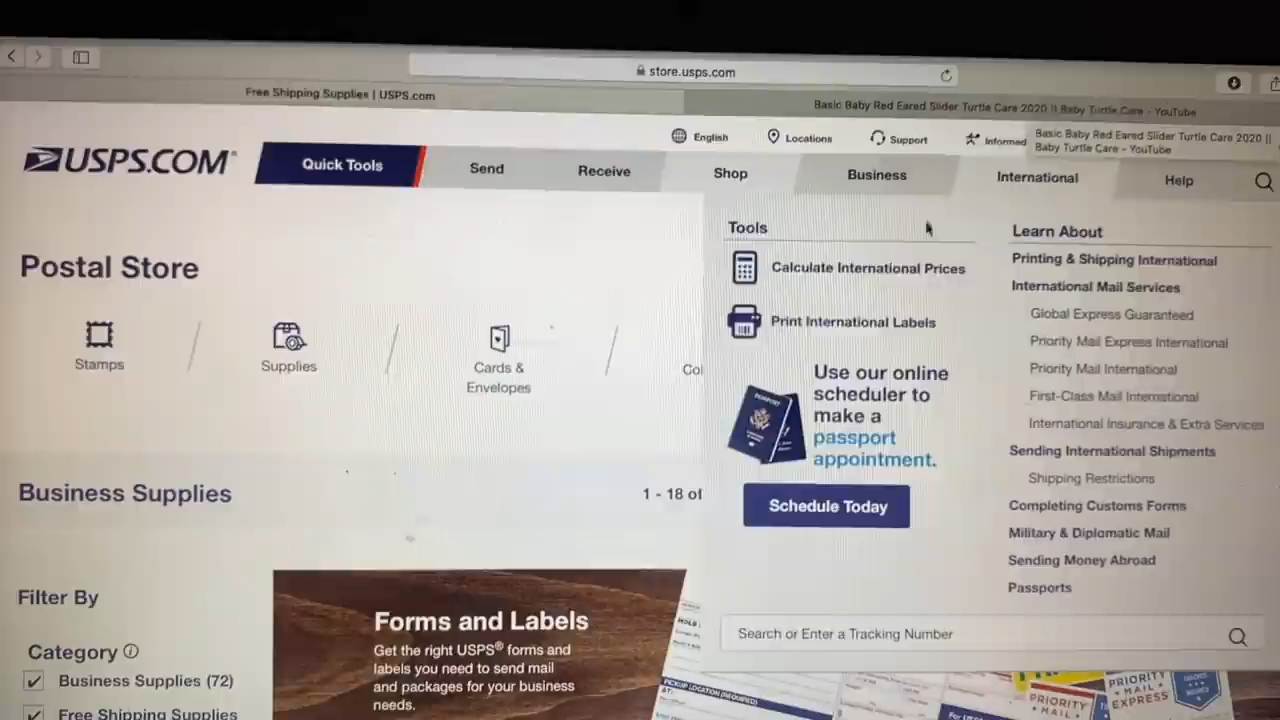 store.usps.com
Free Shipping Supplies | USPS.com
Basic Baby Red Eared Slider Turtle Care 2020 || Baby Turtle Care - YouTube
English
Locations
Support
Informed
Basic Baby Red Eared Slider Turtle Care 2020 ||
Baby Turtle Care - YouTube
USPS.COM®
Quick Tools
Send
Receive
Shop
Business
International
Help
Postal Store
Stamps
Supplies
Cards &
Envelopes
Col
Tools
Calculate International Prices
Print International Labels
PASSPORT
Use our online
scheduler to
make a
passport
appointment.
Schedule Today
Learn About
Printing & Shipping International
International Mail Services
Global Express Guaranteed
Priority Mail Express International
Priority Mail International
First-Class Mail International
International Insurance & Extra Services
Sending International Shipments
Shipping Restrictions
Completing Customs Forms
Military & Diplomatic Mail
Sending Money Abroad
Passports
Search or Enter a Tracking Number
Business Supplies
1 - 18 of
Filter By
Category
Business Supplies (72)
Free Shipping Supplies
Forms and Labels
Get the right USPS® forms and
labels you need to send mail
and packages for your business
needs.
PICKUP LOCATION (REQUIRED)
PRIORITY
MAIL
PRIORITY
MAIL
EXPRESS